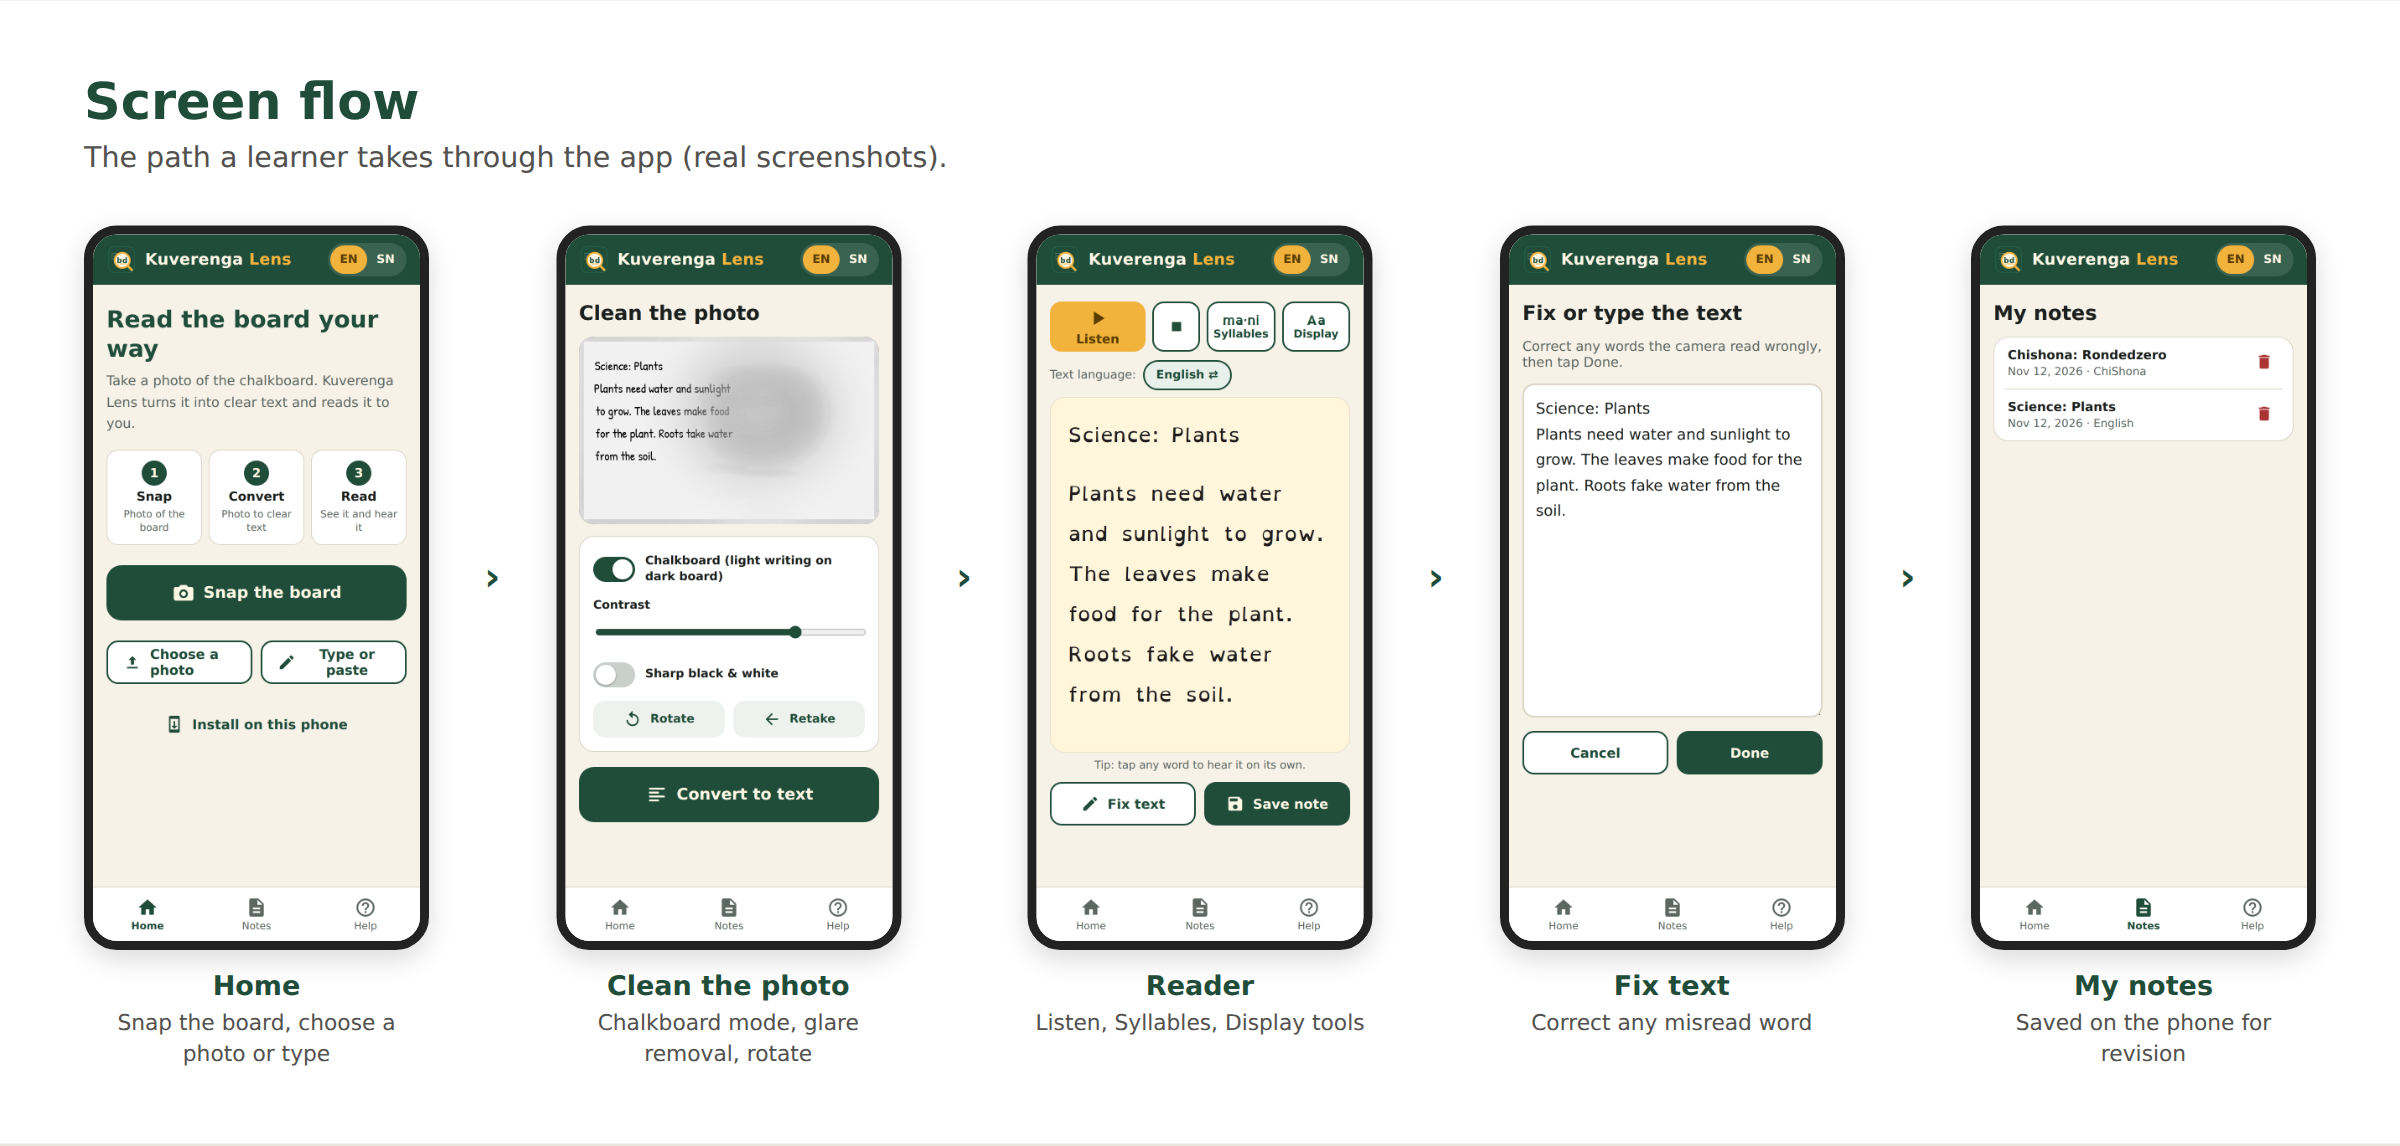 Screen flow
The path a learner takes through the app (real screenshots).
bd Kuverenga Lens EN SN
Read the board your
way
Take a photo of the chalkboard. Kuverenga
Lens turns it into clear text and reads it to
you.
1 2 3
Snap Convert Read
Photo of the board Photo to clear text See it and hear it
Snap the board
Choose a photo
Type or paste
Install on this phone
Home Notes Help
Home
Snap the board, choose a
photo or type
›
bd Kuverenga Lens EN SN
Clean the photo
Science: Plants
Plants need water and sunlight
to grow. The leaves make food
for the plant. Roots take water
from the soil.
Chalkboard (light writing on
dark board)
Contrast
Sharp black & white
Rotate Retake
Convert to text
Home Notes Help
Clean the photo
Chalkboard mode, glare
removal, rotate
›
bd Kuverenga Lens EN SN
Listen
ma·ni Syllables
Aa Display
Text language: English ⇄
Science: Plants
Plants need water
and sunlight to grow.
The leaves make
food for the plant.
Roots fake water
from the soil.
Tip: tap any word to hear it on its own.
Fix text Save note
Home Notes Help
Reader
Listen, Syllables, Display tools
›
bd Kuverenga Lens EN SN
Fix or type the text
Correct any words the camera read wrongly,
then tap Done.
Science: Plants
Plants need water and sunlight to
grow. The leaves make food for the
plant. Roots fake water from the
soil.
Cancel Done
Home Notes Help
Fix text
Correct any misread word
›
bd Kuverenga Lens EN SN
My notes
Chishona: Rondedzero
Nov 12, 2026 · ChiShona
Science: Plants
Nov 12, 2026 · English
Home Notes Help
My notes
Saved on the phone for
revision